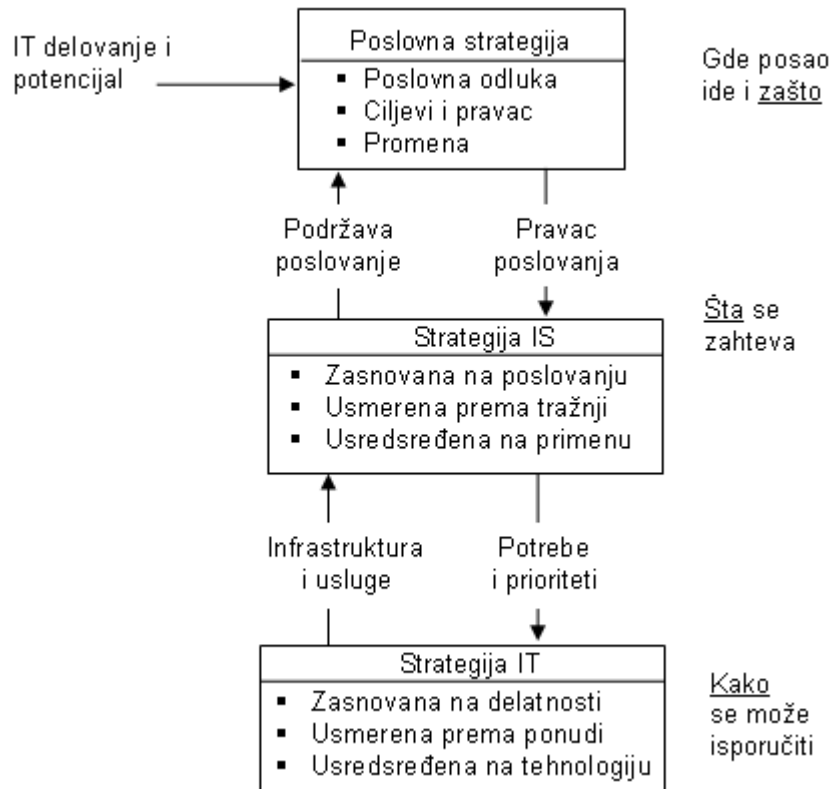 IT delovanje i
potencijal
Poslovna strategija
▪ Poslovna odluka
▪ Ciljevi i pravac
▪ Promena
Gde posao
ide i zašto
Podržava
poslovanje
Pravac
poslovanja
Strategija IS
▪ Zasnovana na poslovanju
▪ Usmerena prema tražnji
▪ Usredsređena na primenu
Šta se
zahteva
Infrastruktura
i usluge
Potrebe
i prioriteti
Strategija IT
▪ Zasnovana na delatnosti
▪ Usmerena prema ponudi
▪ Usredsređena na tehnologiju
Kako
se može
isporučiti